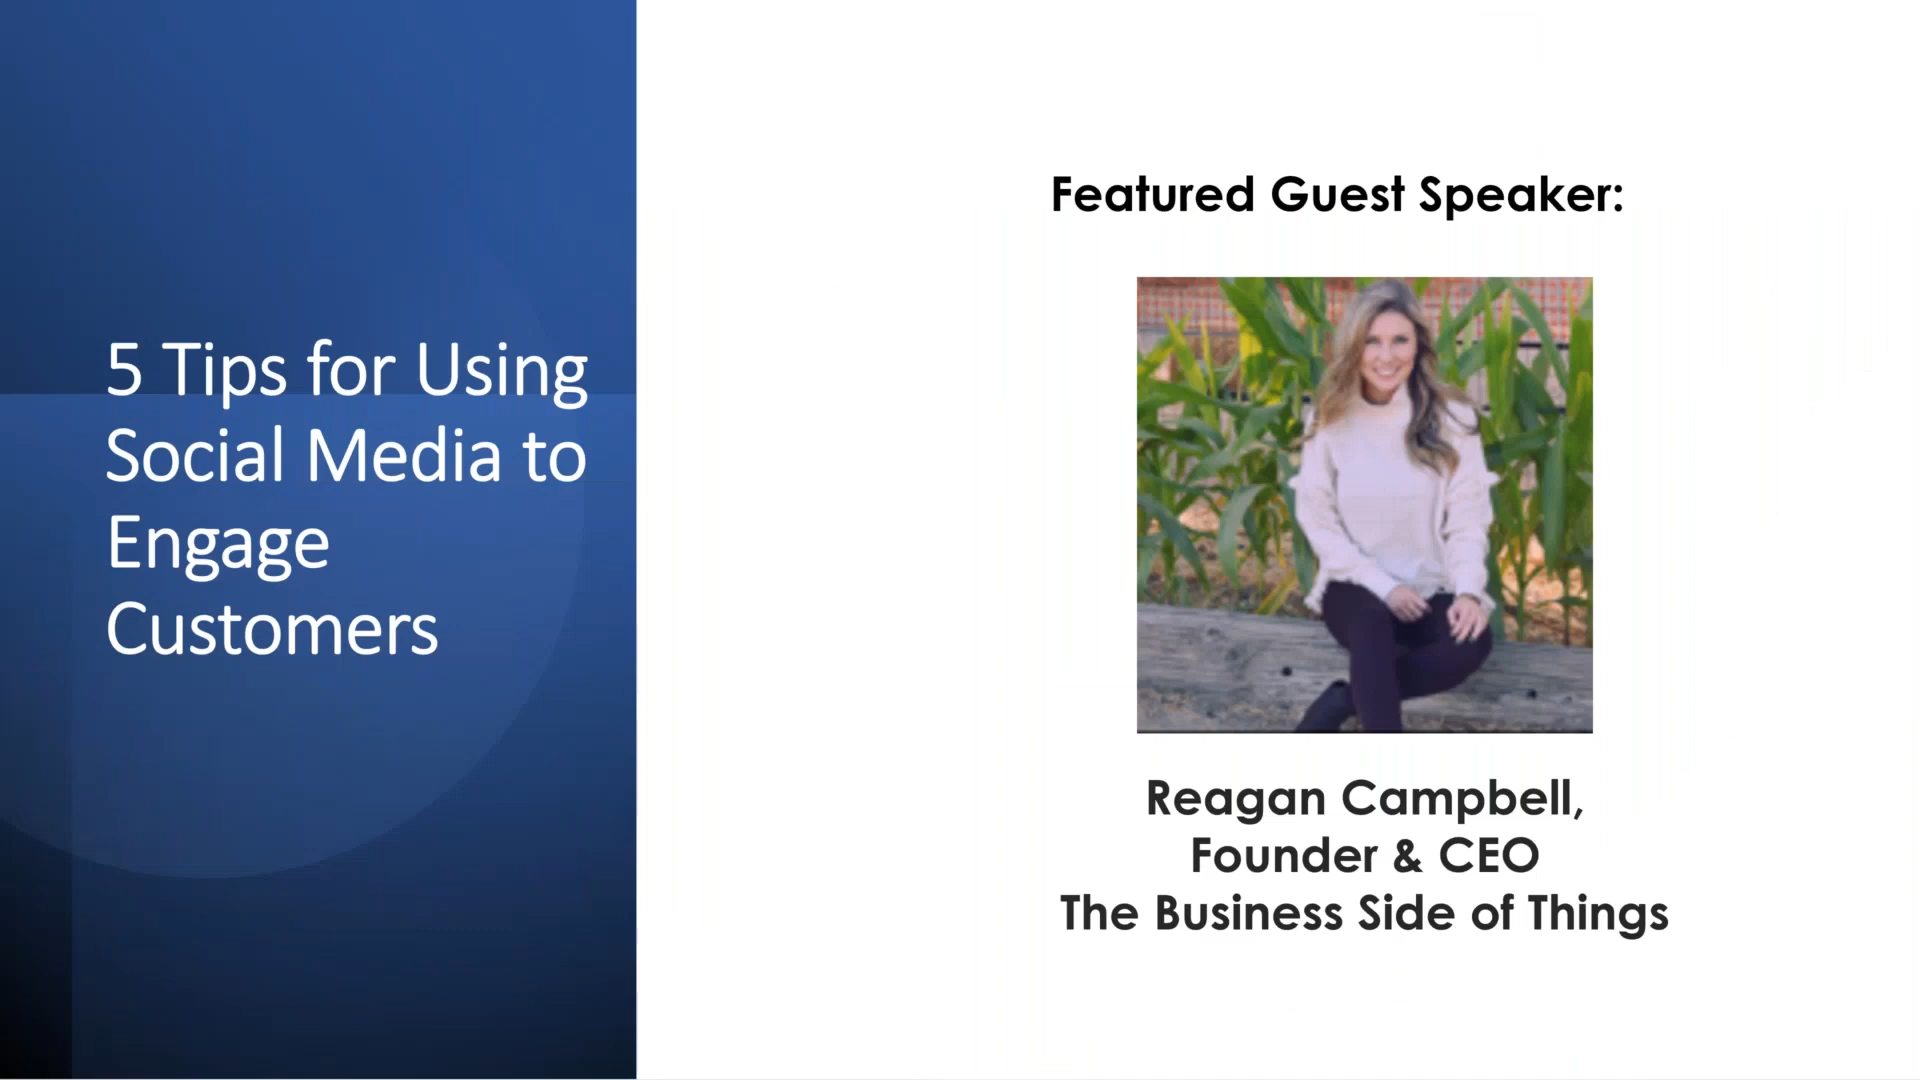 5 Tips for Using
Social Media to
Engage
Customers
Featured Guest Speaker:
Reagan Campbell,
Founder & CEO
The Business Side of Things